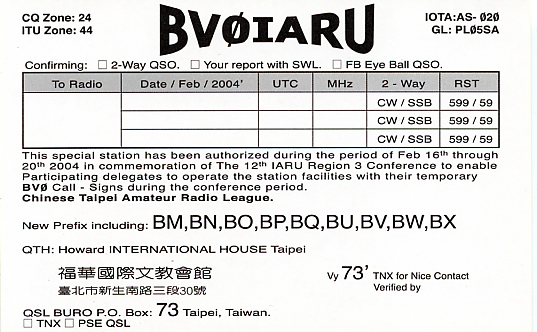 CQ Zone: 24
ITU Zone: 44
BVØIARU
IOTA:AS- Ø20
GL: PLØ5SA
Confirming: □ 2-Way QSO. □ Your report with SWL. □ FB Eye Ball QSO.
To Radio Date / Feb / 2004' UTC MHz 2 - Way RST
CW / SSB 599 / 59
CW / SSB 599 / 59
CW / SSB 599 / 59
This special station has been authorized during the period of Feb 16th through
20th 2004 in commemoration of The 12th IARU Region 3 Conference to enable
Participating delegates to operate the station facilities with their temporary
BVØ Call - Signs during the conference period.
Chinese Taipei Amateur Radio League.
New Prefix including: BM,BN,BO,BP,BQ,BU,BV,BW,BX
QTH: Howard INTERNATIONAL HOUSE Taipei
福華國際文教會館
臺北市新生南路三段30號
Vy 73' TNX for Nice Contact
Verified by
QSL BURO P.O. Box: 73 Taipei, Taiwan.
□ TNX □ PSE QSL